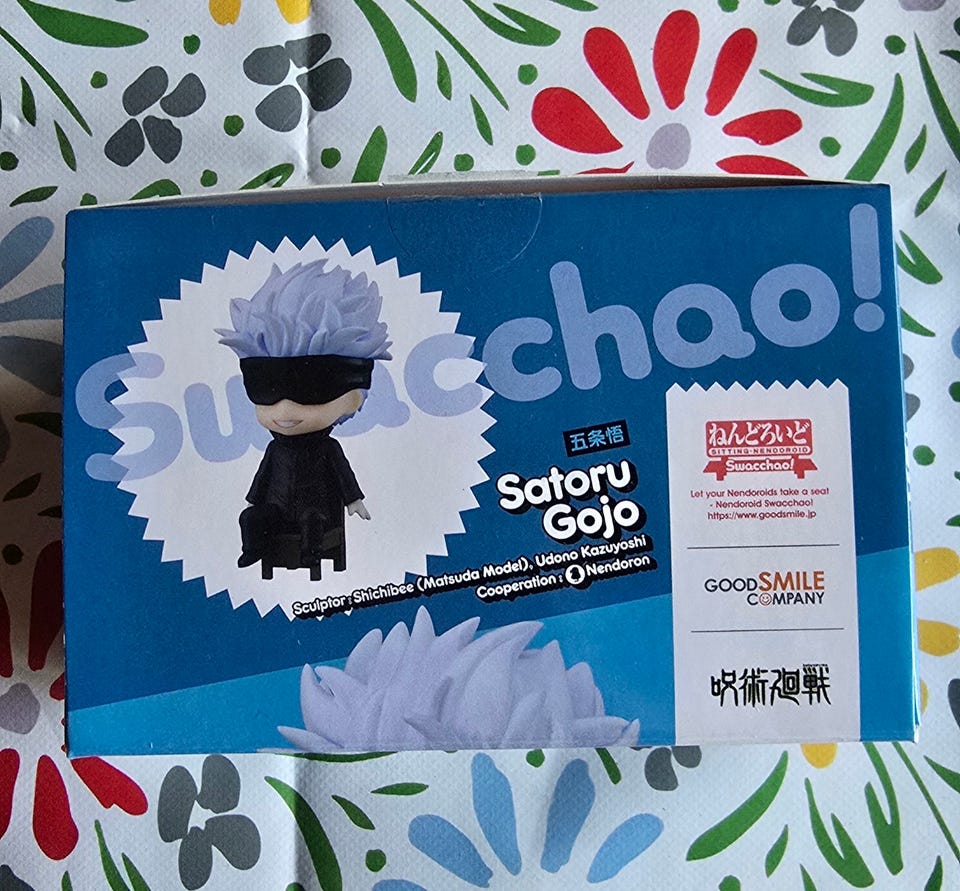 Swacchao!
五条悟
Satoru
Gojo
Sculptor : Shichibee (Matsuda Model), Udono Kazuyoshi
Cooperation : Nendoron
ねんどろいど
SITTING·NENDOROID
Swacchao!
Let your Nendoroids take a seat
- Nendoroid Swacchao!
https://www.goodsmile.jp
GOODSMILE
COMPANY
呪術廻戦